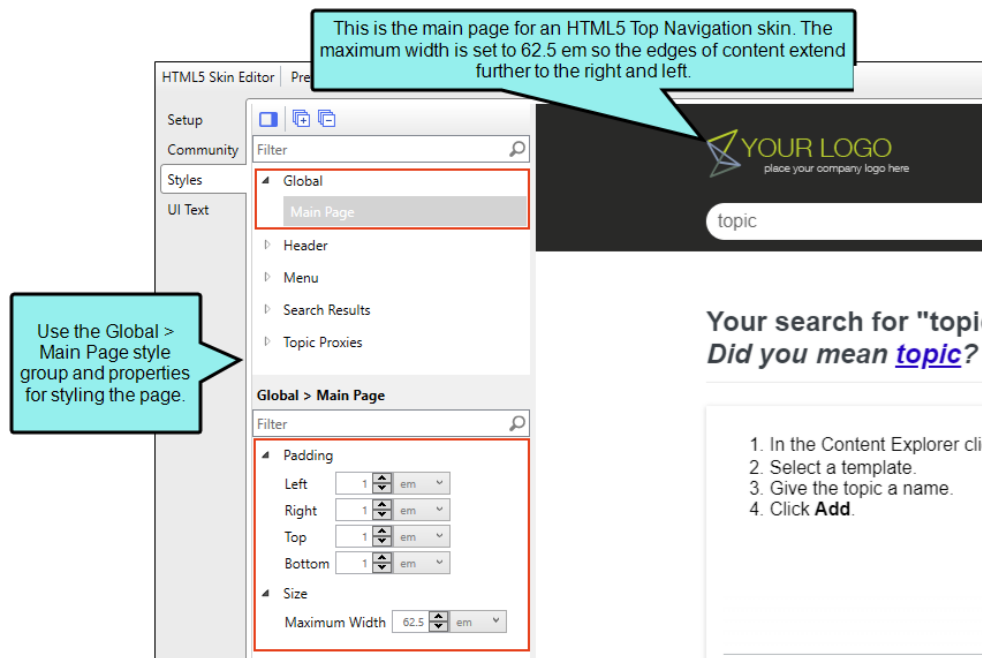 This is the main page for an HTML5 Top Navigation skin. The
maximum width is set to 62.5 em so the edges of content extend
further to the right and left.
HTML5 Skin Editor
Setup
Community
Styles
UI Text
Filter
Global
Main Page
Header
Menu
Search Results
Topic Proxies
Use the Global >
Main Page style
group and properties
for styling the page.
Global > Main Page
Filter
Padding
Left 1 em
Right 1 em
Top 1 em
Bottom 1 em
Size
Maximum Width 62.5 em
YOUR LOGO
place your company logo here
topic
Your search for "topi
Did you mean topic?
1. In the Content Explorer cli
2. Select a template.
3. Give the topic a name.
4. Click Add.